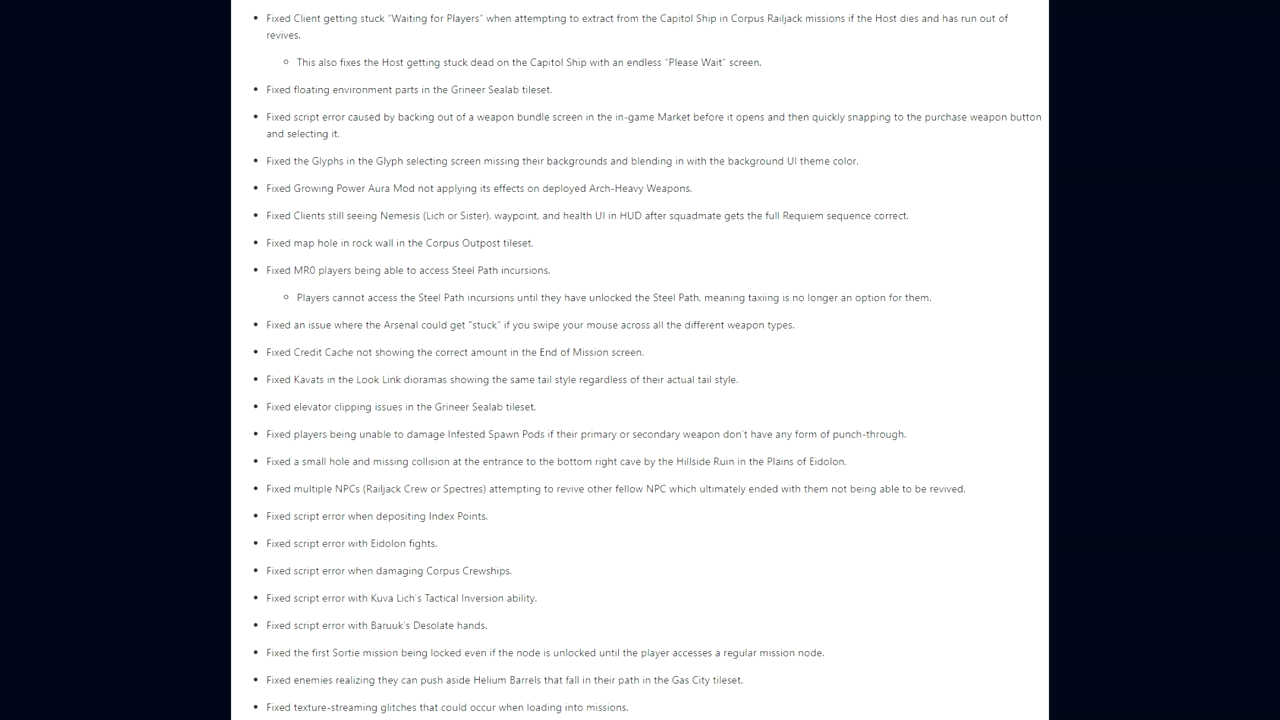 • Fixed Client getting stuck "Waiting for Players" when attempting to extract from the Capitol Ship in Corpus Railjack missions if the Host dies and has run out of
revives.
○ This also fixes the Host getting stuck dead on the Capitol Ship with an endless "Please Wait" screen.
• Fixed floating environment parts in the Grineer Sealab tileset.
• Fixed script error caused by backing out of a weapon bundle screen in the in-game Market before it opens and then quickly snapping to the purchase weapon button
and selecting it.
• Fixed the Glyphs in the Glyph selecting screen missing their backgrounds and blending in with the background UI theme color.
• Fixed Growing Power Aura Mod not applying its effects on deployed Arch-Heavy Weapons.
• Fixed Clients still seeing Nemesis (Lich or Sister), waypoint, and health UI in HUD after squadmate gets the full Requiem sequence correct.
• Fixed map hole in rock wall in the Corpus Outpost tileset.
• Fixed MR0 players being able to access Steel Path incursions.
○ Players cannot access the Steel Path incursions until they have unlocked the Steel Path, meaning taxiing is no longer an option for them.
• Fixed an issue where the Arsenal could get "stuck" if you swipe your mouse across all the different weapon types.
• Fixed Credit Cache not showing the correct amount in the End of Mission screen.
• Fixed Kavats in the Look Link dioramas showing the same tail style regardless of their actual tail style.
• Fixed elevator clipping issues in the Grineer Sealab tileset.
• Fixed players being unable to damage Infested Spawn Pods if their primary or secondary weapon don't have any form of punch-through.
• Fixed a small hole and missing collision at the entrance to the bottom right cave by the Hillside Ruin in the Plains of Eidolon.
• Fixed multiple NPCs (Railjack Crew or Spectres) attempting to revive other fellow NPC which ultimately ended with them not being able to be revived.
• Fixed script error when depositing Index Points.
• Fixed script error with Eidolon fights.
• Fixed script error when damaging Corpus Crewships.
• Fixed script error with Kuva Lich's Tactical Inversion ability.
• Fixed script error with Baruuk's Desolate hands.
• Fixed the first Sortie mission being locked even if the node is unlocked until the player accesses a regular mission node.
• Fixed enemies realizing they can push aside Helium Barrels that fall in their path in the Gas City tileset.
• Fixed texture-streaming glitches that could occur when loading into missions.